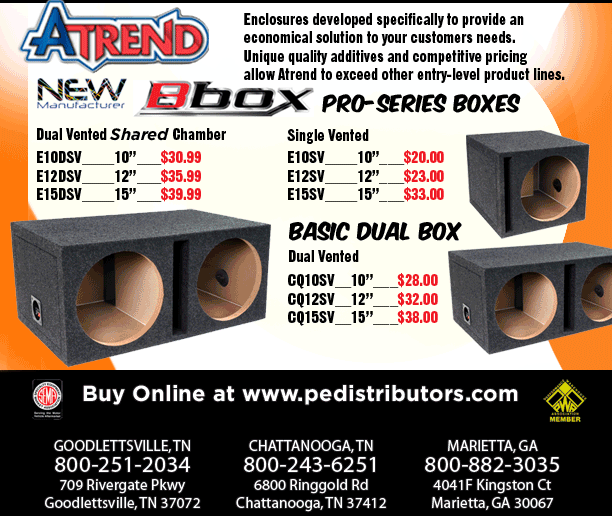 ATREND
Enclosures developed specifically to provide an
economical solution to your customers needs.
Unique quality additives and competitive pricing
allow Atrend to exceed other entry-level product lines.
NEW
Manufacturer
Bbox PRO-SERIES BOXES
Dual Vented Shared Chamber
E10DSV____10”___$30.99
E12DSV____12”___$35.99
E15DSV____15”___$39.99
Single Vented
E10SV____10”___$20.00
E12SV____12”___$23.00
E15SV____15”___$33.00
BASIC DUAL BOX
Dual Vented
CQ10SV__10”___$28.00
CQ12SV__12”___$32.00
CQ15SV__15”___$38.00
SEMA
Buy Online at www.pedistributors.com
MEMBER
GOODLETTSVILLE, TN
800-251-2034
709 Rivergate Pkwy
Goodlettsville, TN 37072
CHATTANOOGA, TN
800-243-6251
6800 Ringgold Rd
Chattanooga, TN 37412
MARIETTA, GA
800-882-3035
4041F Kingston Ct
Marietta, GA 30067